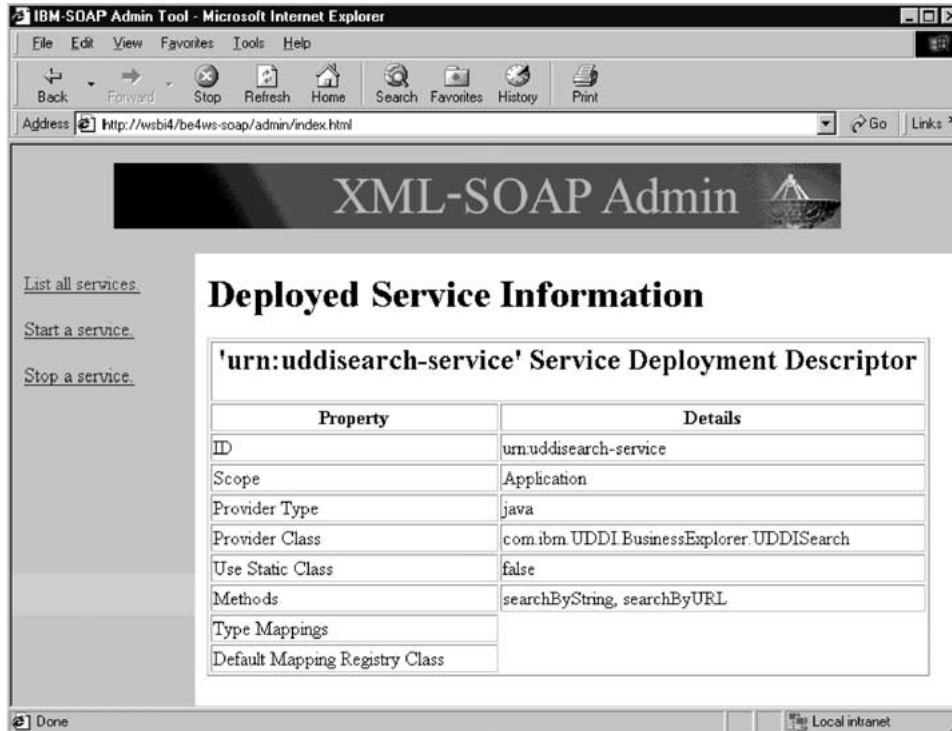 IBM-SOAP Admin Tool - Microsoft Internet Explorer
File Edit View Favorites Tools Help
Back Forward Stop Refresh Home Search Favorites History Print
Address http://wsbi4/be4ws-soap/admin/index.html Go Links
XML-SOAP Admin
List all services.
Start a service.
Stop a service.
Deployed Service Information
'urn:uddisearch-service' Service Deployment Descriptor
Property Details
ID urn:uddisearch-service
Scope Application
Provider Type java
Provider Class com.ibm.UDDI.BusinessExplorer.UDDISearch
Use Static Class false
Methods searchByString, searchByURL
Type Mappings
Default Mapping Registry Class
Done Local intranet